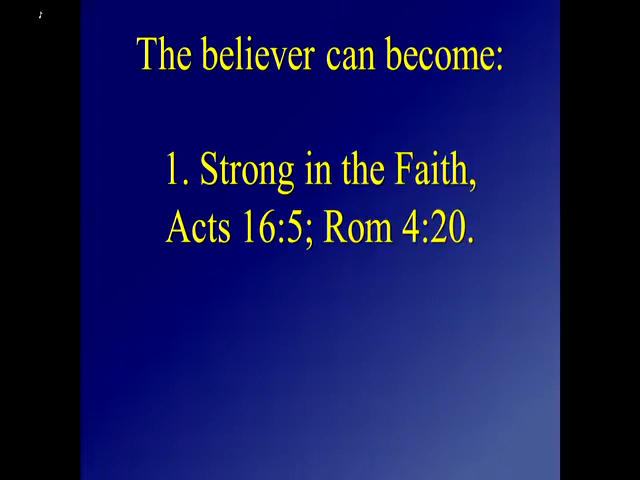 The believer can become:
1. Strong in the Faith,
Acts 16:5; Rom 4:20.